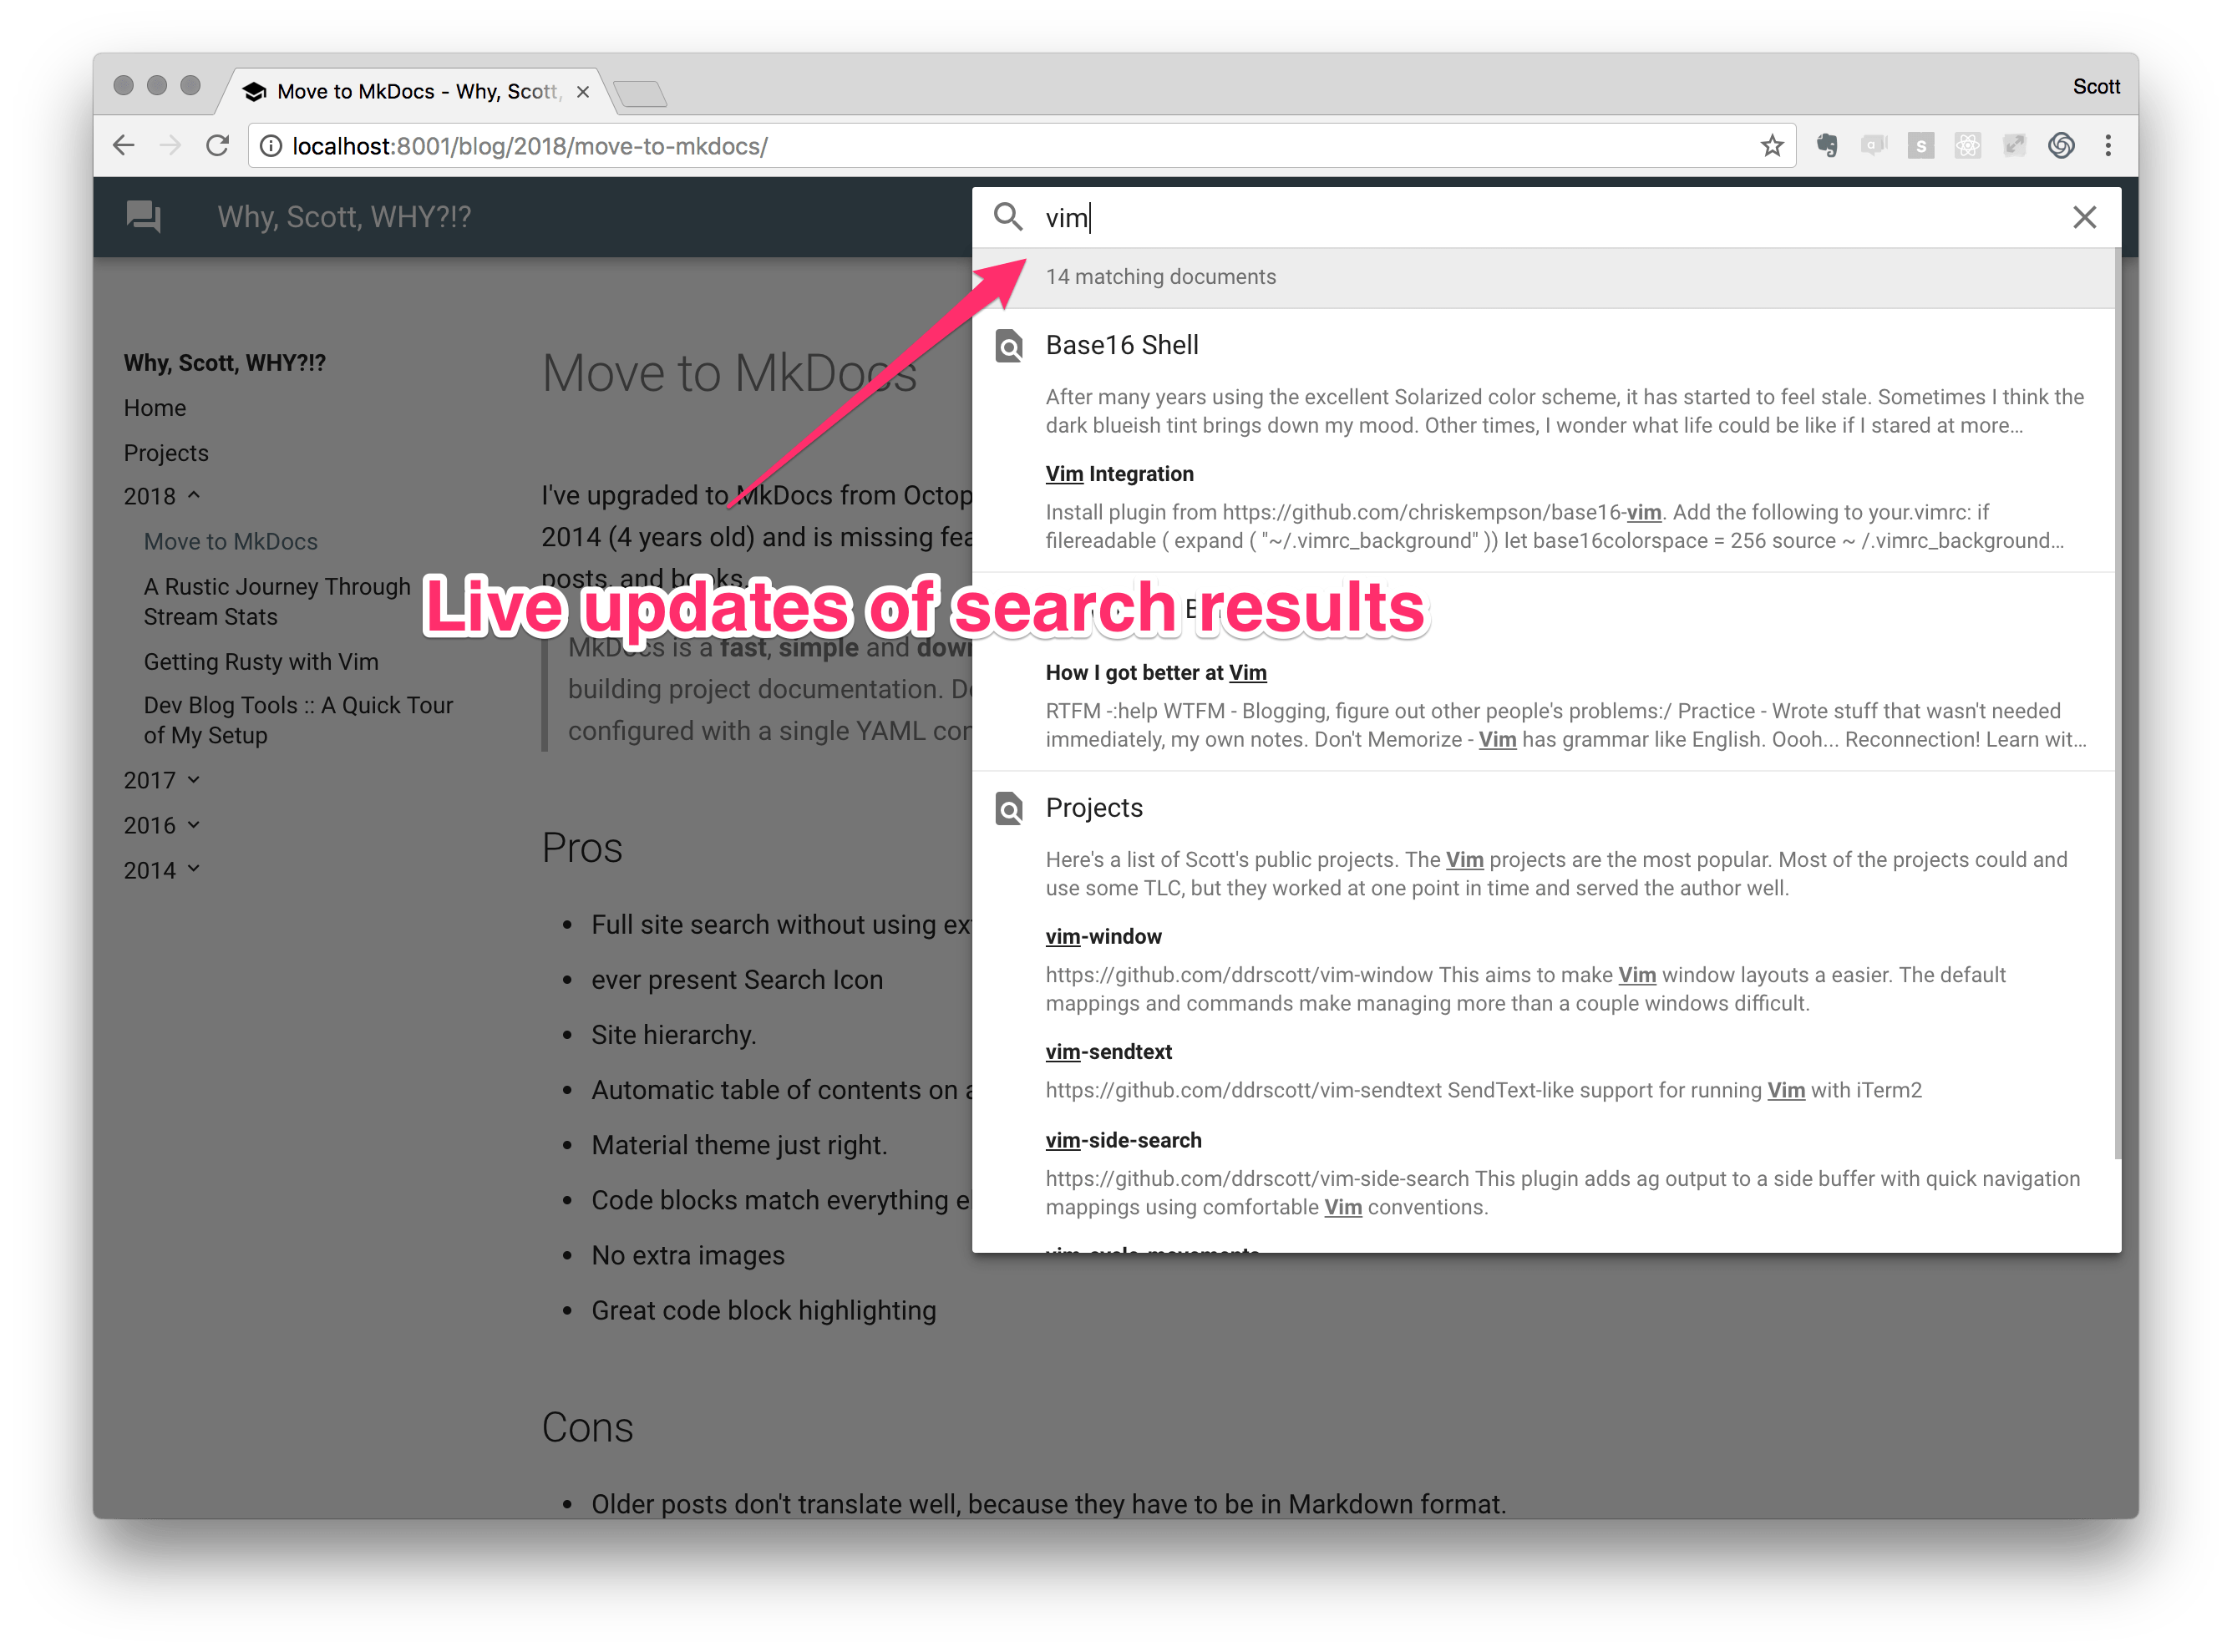 Move to MkDocs - Why, Scott,
Scott
localhost:8001/blog/2018/move-to-mkdocs/
Why, Scott, WHY?!?
vim
14 matching documents
Why, Scott, WHY?!?
Home
Projects
2018
Move to MkDocs
A Rustic Journey Through
Stream Stats
Getting Rusty with Vim
Dev Blog Tools :: A Quick Tour
of My Setup
2017
2016
2014
Move to MkDocs
I've upgraded to MkDocs from
2014 (4 years old) and is missing
posts, and books.
MkDocs is a fast, simple and
building project documentation.
configured with a single YAML
Pros
• Full site search without using
• ever present Search Icon
• Site hierarchy.
• Automatic table of contents on
• Material theme just right.
• Code blocks match everything
• No extra images
• Great code block highlighting
Cons
• Older posts don't translate well, because they have to be in Markdown format.
Live updates of search results
Base16 Shell
After many years using the excellent Solarized color scheme, it has started to feel stale. Sometimes I think the
dark blueish tint brings down my mood. Other times, I wonder what life could be like if I stared at more...
Vim Integration
Install plugin from https://github.com/chriskempson/base16-vim. Add the following to your.vimrc: if
filereadable ( expand ( "~/.vimrc_background" )) let base16colorspace = 256 source ~ /.vimrc_background...
How I got better at Vim
RTFM -:help WTFM - Blogging, figure out other people's problems:/ Practice - Wrote stuff that wasn't needed
immediately, my own notes. Don't Memorize - Vim has grammar like English. Oooh... Reconnection! Learn wit...
Projects
Here's a list of Scott's public projects. The Vim projects are the most popular. Most of the projects could and
use some TLC, but they worked at one point in time and served the author well.
vim-window
https://github.com/ddrscott/vim-window This aims to make Vim window layouts a easier. The default
mappings and commands make managing more than a couple windows difficult.
vim-sendtext
https://github.com/ddrscott/vim-sendtext SendText-like support for running Vim with iTerm2
vim-side-search
https://github.com/ddrscott/vim-side-search This plugin adds ag output to a side buffer with quick navigation
mappings using comfortable Vim conventions.